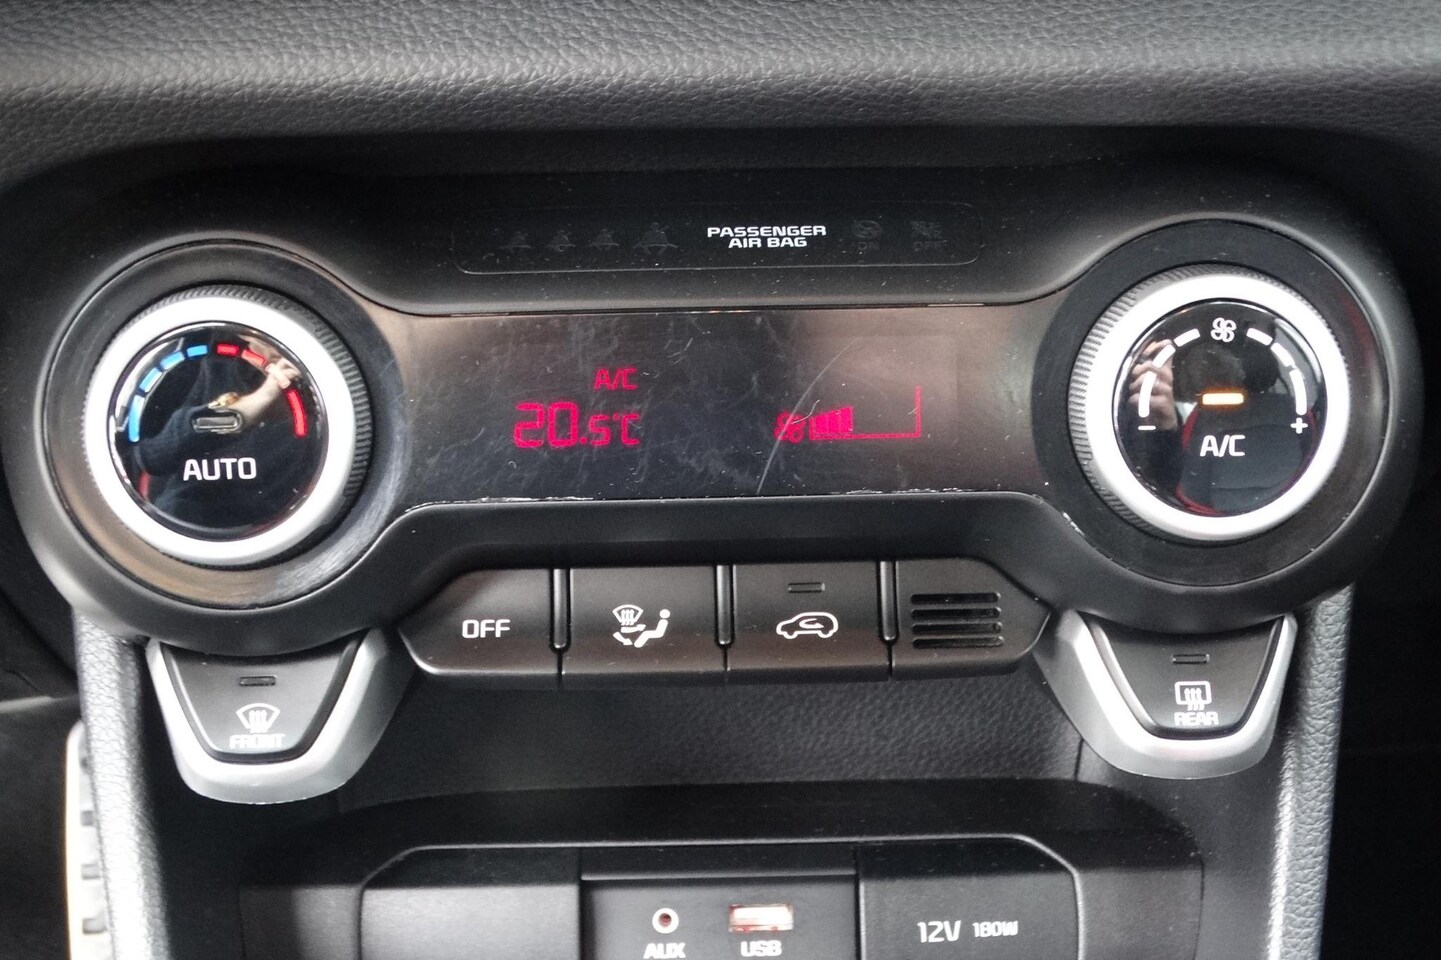 PASSENGER
AIR BAG
ON
OFF
A/C
20.5°C
AUTO
- +
A/C
OFF
FRONT
REAR
AUX
USB
12V 180W